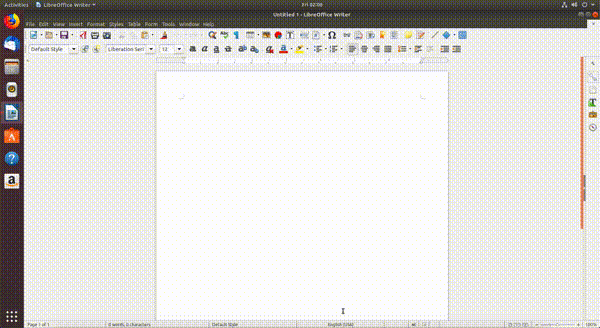 Activities LibreOffice Writer Fri 02:00
Untitled 1 - LibreOffice Writer
File Edit View Insert Format Styles Table Form Tools Window Help
Default Style Liberation Seri 12
Page 1 of 1 0 words, 0 characters Default Style English (USA) 100%